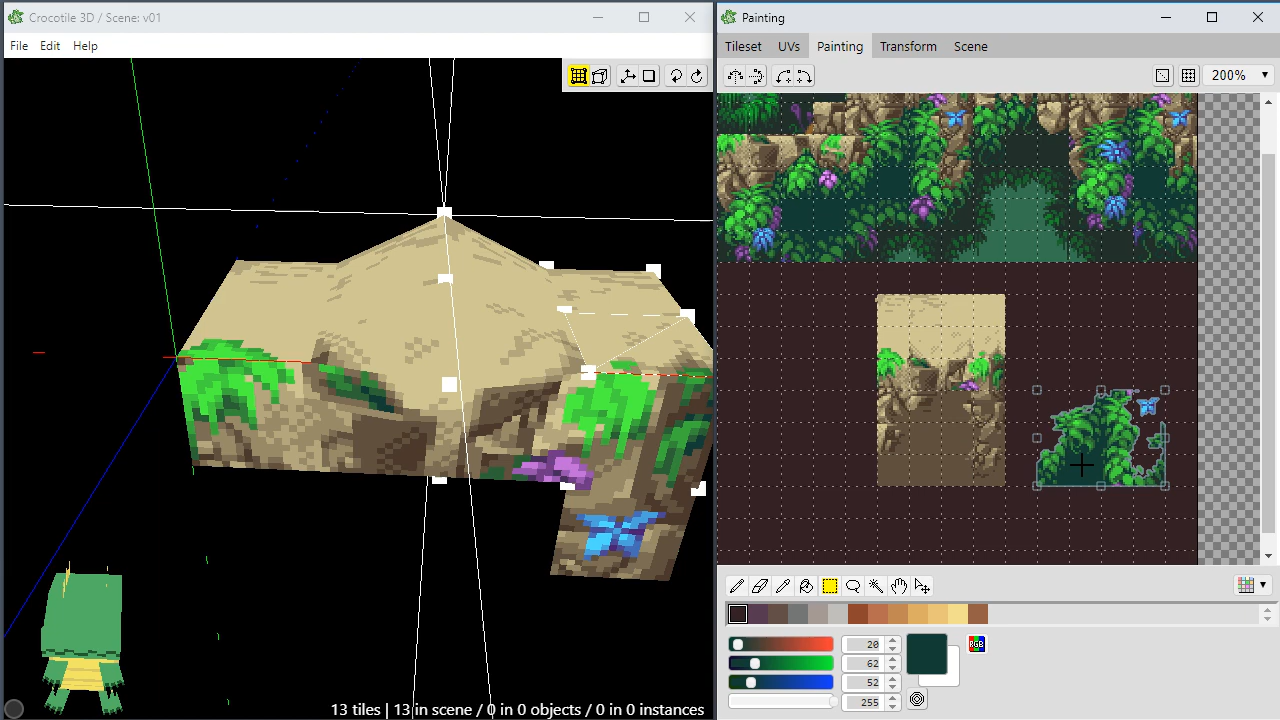 Crocotile 3D / Scene: v01
File Edit Help
13 tiles | 13 in scene / 0 in 0 objects / 0 in 0 instances
Painting
Tileset UVs Painting Transform Scene
200%
20
62
52
255
RGB